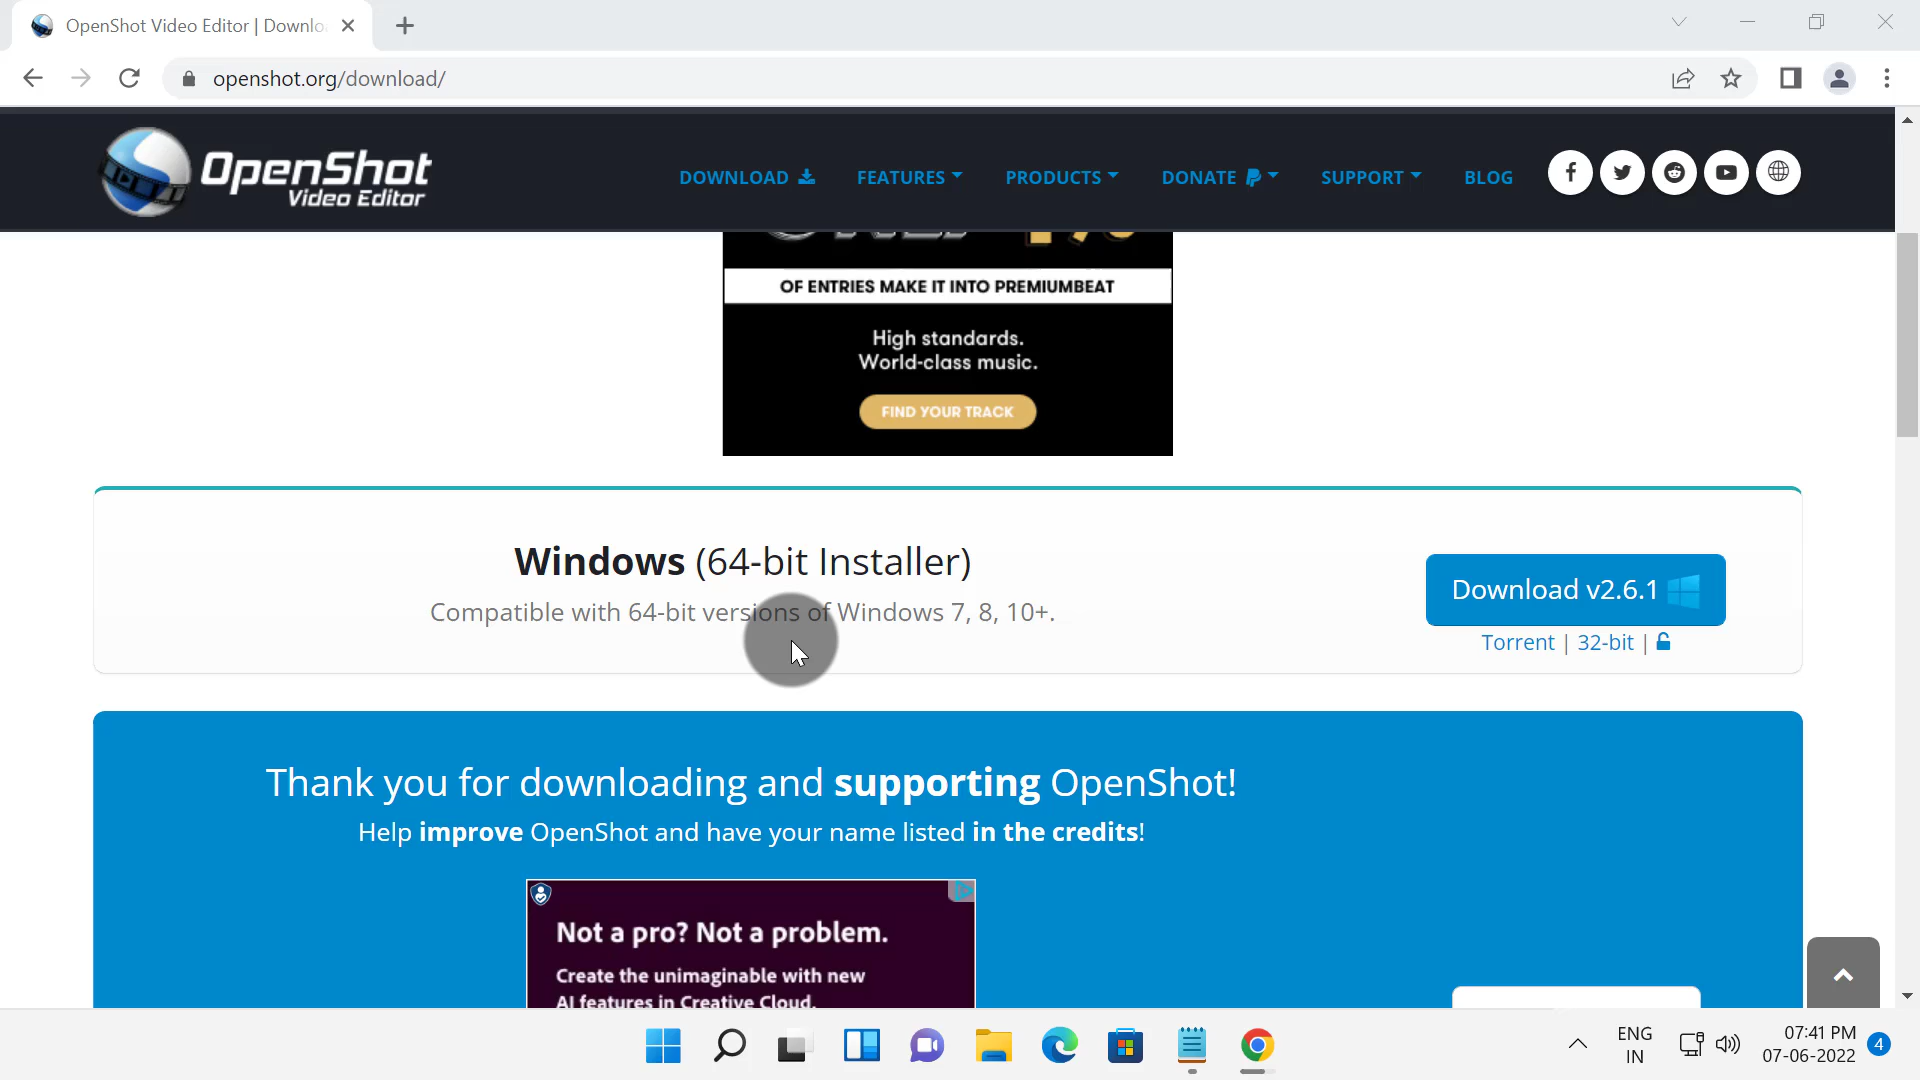 OpenShot Video Editor | Downlo
openshot.org/download/
OpenShot
Video Editor
DOWNLOAD
FEATURES
PRODUCTS
DONATE
SUPPORT
BLOG
OF ENTRIES MAKE IT INTO PREMIUMBEAT
High standards.
World-class music.
FIND YOUR TRACK
Windows (64-bit Installer)
Compatible with 64-bit versions of Windows 7, 8, 10+.
Download v2.6.1
Torrent | 32-bit |
Thank you for downloading and supporting OpenShot!
Help improve OpenShot and have your name listed in the credits!
Not a pro? Not a problem.
Create the unimaginable with new
AI features in Creative Cloud.
ENG
IN
07:41 PM
07-06-2022
4